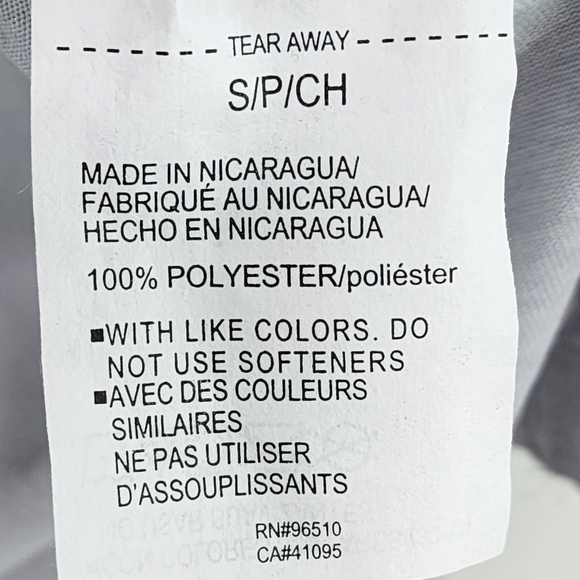 TEAR AWAY
S/P/CH
MADE IN NICARAGUA/
FABRIQUÉ AU NICARAGUA/
HECHO EN NICARAGUA
100% POLYESTER/poliéster
■WITH LIKE COLORS. DO
NOT USE SOFTENERS
■AVEC DES COULEURS
SIMILAIRES
NE PAS UTILISER
D'ASSOUPLISSANTS
RN#96510
CA#41095